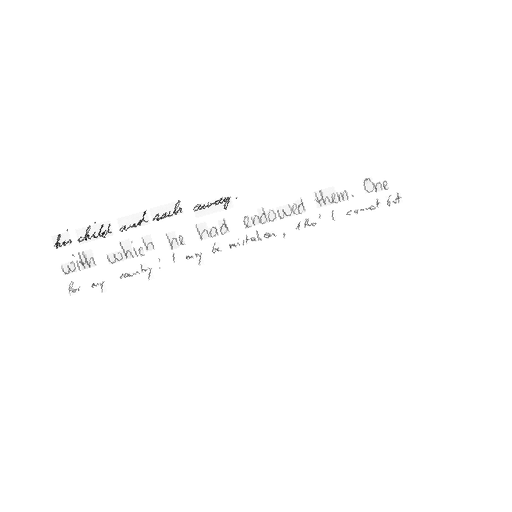 his child and sails away.
with which he had endowed them. One
for my country; I may be mistaken, tho' I cannot but